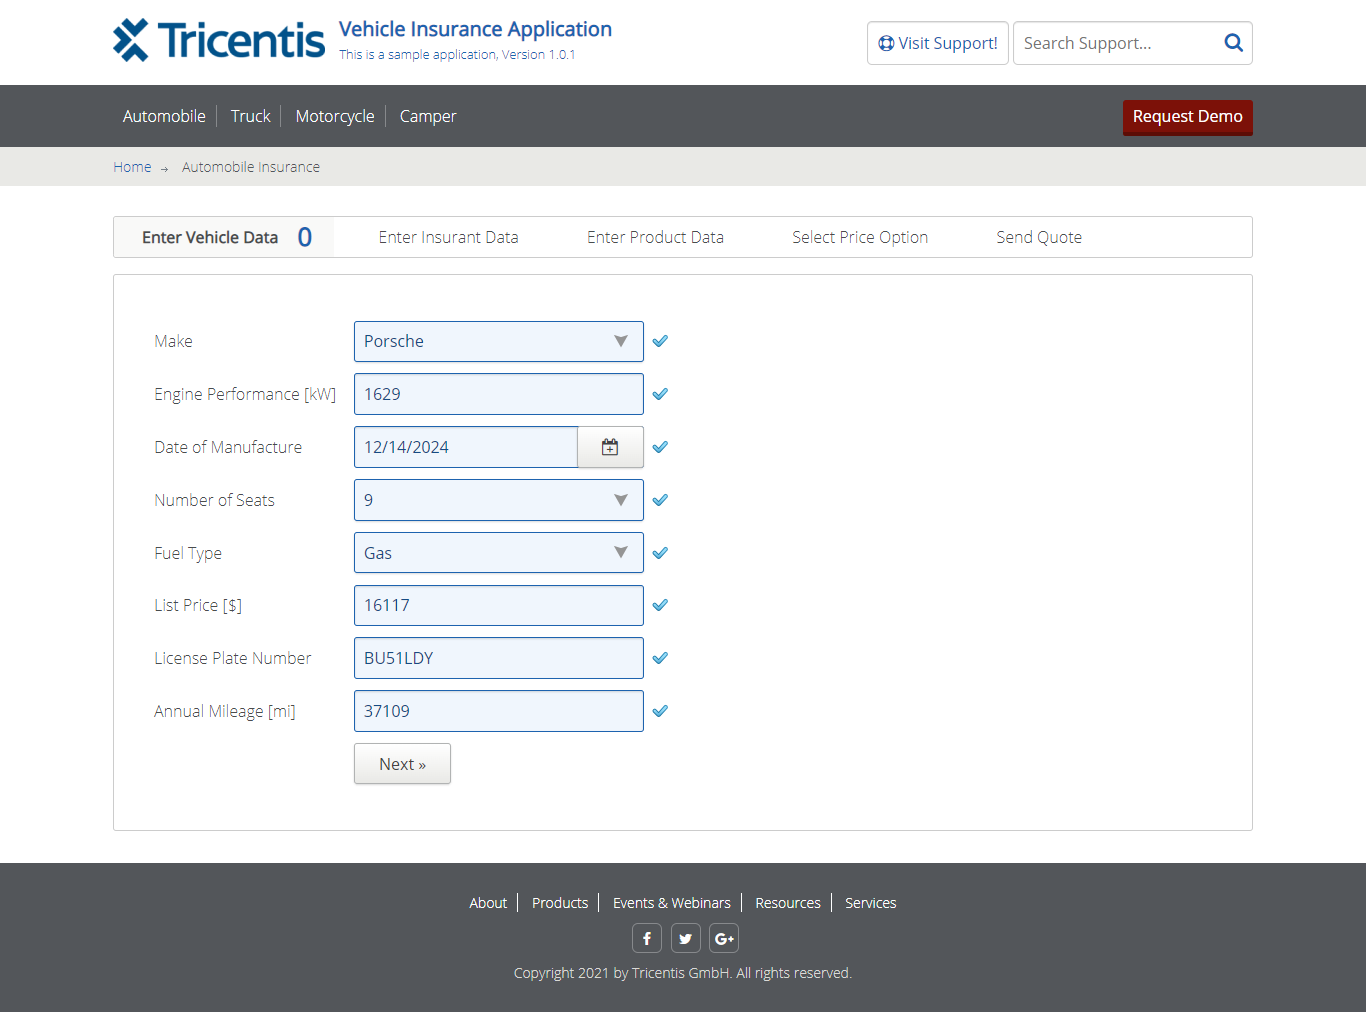 Tricentis
Vehicle Insurance Application
This is a sample application, Version 1.0.1
Visit Support!
Search Support...
Automobile
Truck
Motorcycle
Camper
Request Demo
Home
Automobile Insurance
Enter Vehicle Data 0
Enter Insurant Data
Enter Product Data
Select Price Option
Send Quote
Make
Porsche
Engine Performance [kW]
1629
Date of Manufacture
12/14/2024
Number of Seats
9
Fuel Type
Gas
List Price [$]
16117
License Plate Number
BU51LDY
Annual Mileage [mi]
37109
Next »
About
Products
Events & Webinars
Resources
Services
f
G+
Copyright 2021 by Tricentis GmbH. All rights reserved.